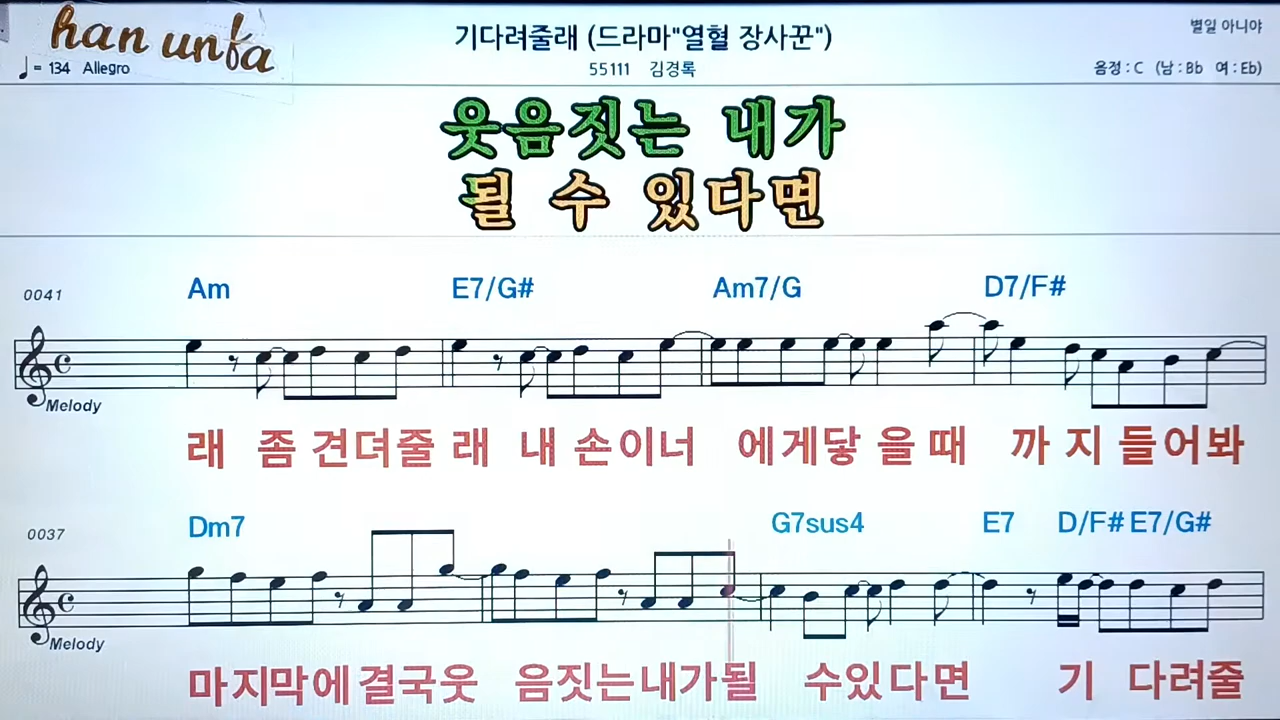 han unfa
기다려줄래 (드라마"열혈 장사꾼")
별일 아니야
♩= 134 Allegro
55111 김경록
음정 : C (남 : Bb 여 : Eb)
웃음짓는 내가
될 수 있다면
0041 Am E7/G# Am7/G D7/F#
Melody
래 좀 견뎌줄 래 내 손이너 에게닿 을 때 까 지 들어봐
0037 Dm7 G7sus4 E7 D/F# E7/G#
Melody
마지막에결국웃 음짓는내가될 수있다면 기 다려줄